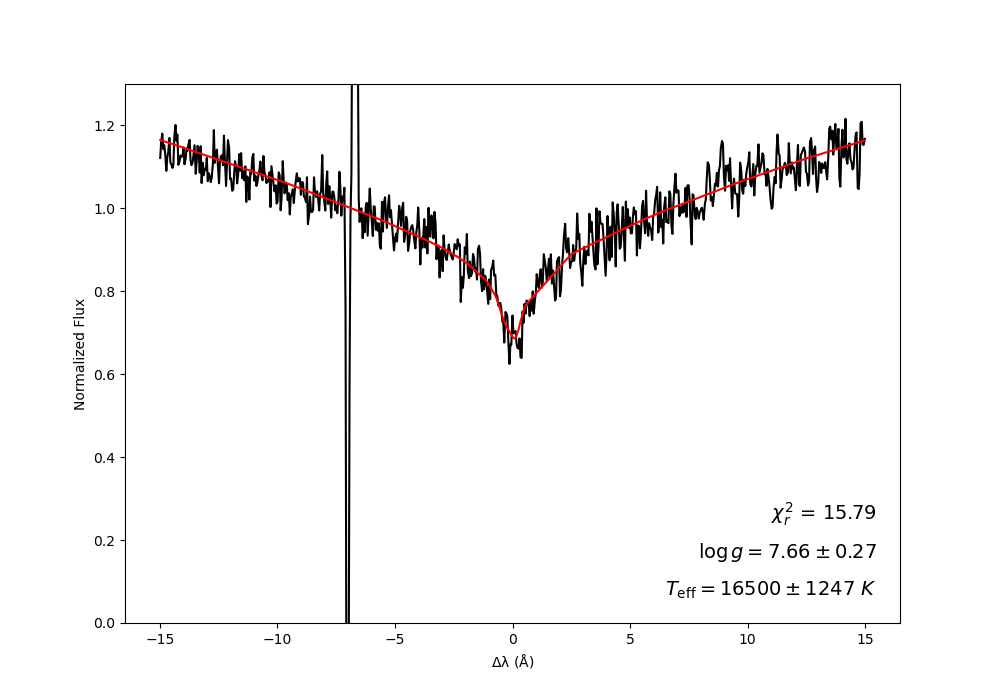 1.2
1.0
0.8
0.6
0.4
0.2
0.0
−15
−10
−5
0
5
10
15
Normalized Flux
Δλ (Å)
χ²ᵣ = 15.79
log g = 7.66 ± 0.27
T_eff = 16500 ± 1247 K